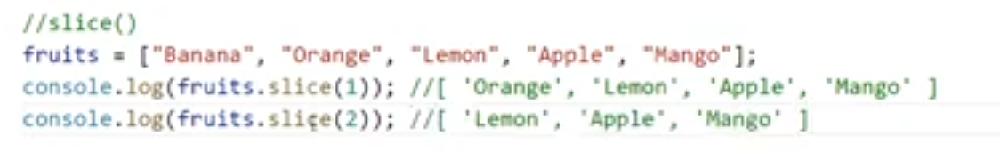 //slice()
fruits = ["Banana", "Orange", "Lemon", "Apple", "Mango"];
console.log(fruits.slice(1)); //[ 'Orange', 'Lemon', 'Apple', 'Mango' ]
console.log(fruits.slice(2)); //[ 'Lemon', 'Apple', 'Mango' ]